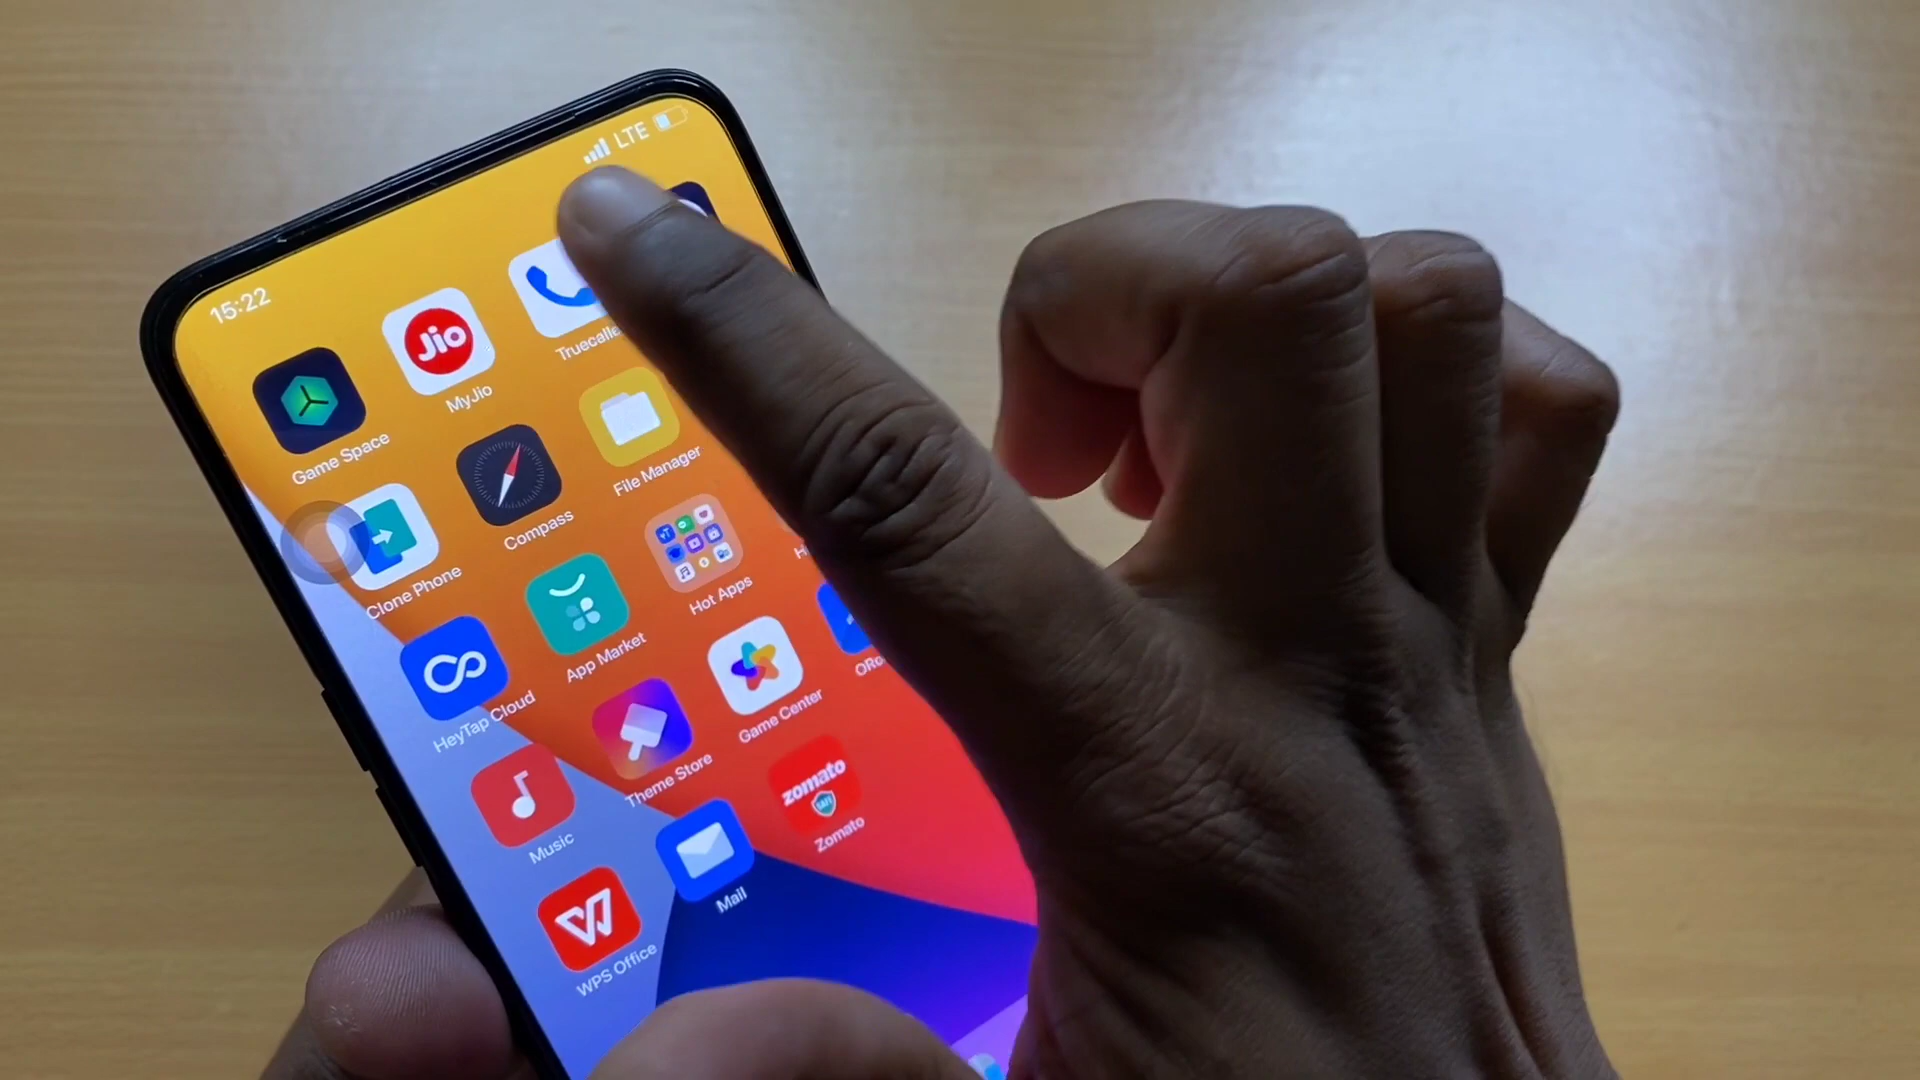 15:22
LTE
Game Space
Jio
MyJio
Truecaller
Clone Phone
Compass
File Manager
HeyTap Cloud
App Market
Hot Apps
Music
Theme Store
Game Center
WPS Office
Mail
zomato
Zomato